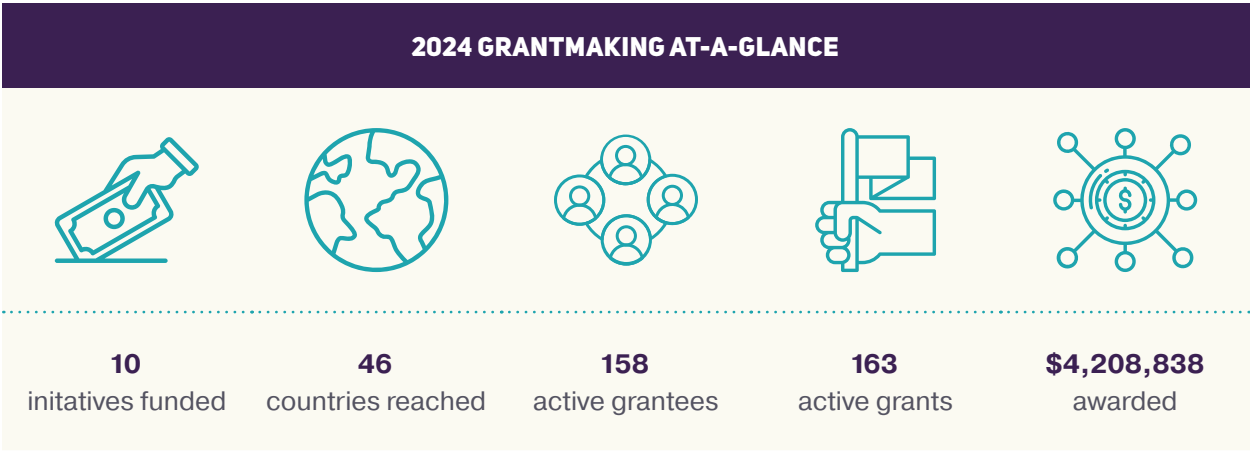 2024 GRANTMAKING AT-A-GLANCE
$
10
initatives funded
46
countries reached
158
active grantees
163
active grants
$4,208,838
awarded